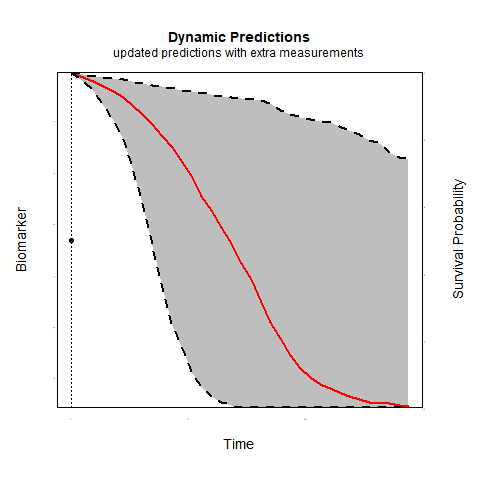 Dynamic Predictions
updated predictions with extra measurements
Biomarker
Survival Probability
Time